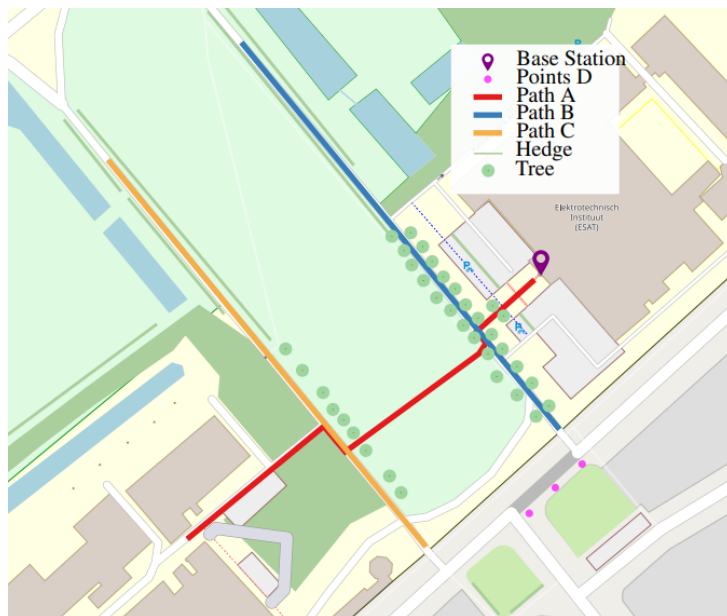 Base Station
Points D
Path A
Path B
Path C
Hedge
Tree
Elektrotechnisch
Instituut
(ESAT)